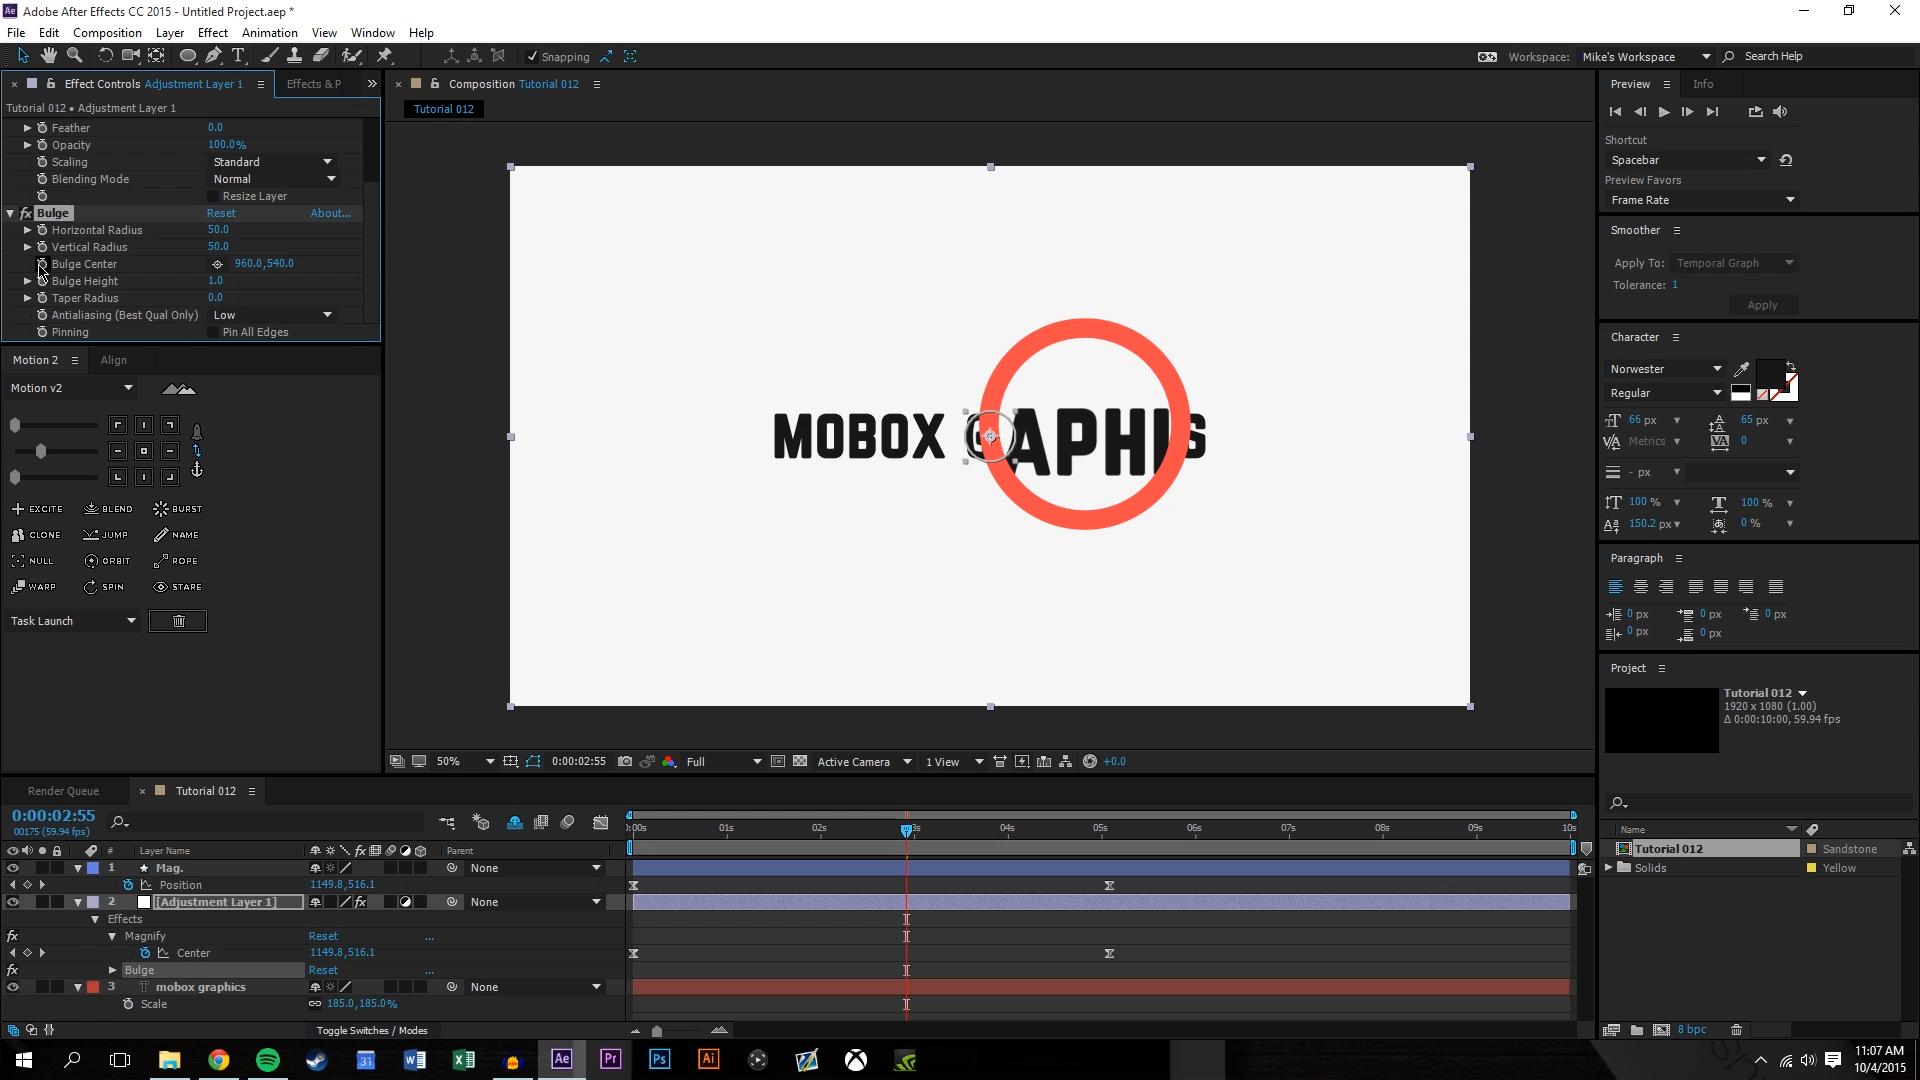 Adobe After Effects CC 2015 - Untitled Project.aep *
File Edit Composition Layer Effect Animation View Window Help
Snapping
Workspace: Mike's Workspace
Search Help
Effect Controls Adjustment Layer 1
Effects & P
Tutorial 012 • Adjustment Layer 1
Feather 0.0
Opacity 100.0%
Scaling Standard
Blending Mode Normal
Resize Layer
fx Bulge Reset About...
Horizontal Radius 50.0
Vertical Radius 50.0
Bulge Center 960.0,540.0
Bulge Height 1.0
Taper Radius 0.0
Antialiasing (Best Qual Only) Low
Pinning Pin All Edges
Motion 2 Align
Motion v2
EXCITE BLEND BURST
CLONE JUMP NAME
NULL ORBIT ROPE
WARP SPIN STARE
Task Launch
Composition Tutorial 012
Tutorial 012
MOBOX G APHI S
50% 0:00:02:55 Full Active Camera 1 View +0.0
Preview Info
Shortcut
Spacebar
Preview Favors
Frame Rate
Smoother
Apply To: Temporal Graph
Tolerance: 1
Apply
Character
Norwester
Regular
66 px 65 px
Metrics 0
- px
100 % 100 %
150.2 px 0 %
Paragraph
0 px 0 px 0 px
0 px 0 px
Project
Tutorial 012
1920 x 1080 (1.00)
Δ 0:00:10:00, 59.94 fps
Name
Tutorial 012 Sandstone
Solids Yellow
8 bpc
Render Queue Tutorial 012
0:00:02:55
00175 (59.94 fps)
:00s 01s 02s 3s 04s 05s 06s 07s 08s 09s 10s
# Layer Name fx Parent
1 Mag. None
Position 1149.8,516.1
2 [Adjustment Layer 1] fx None
Effects
fx Magnify Reset ...
Center 1149.8,516.1
fx Bulge Reset ...
3 T mobox graphics None
Scale 185.0,185.0%
Toggle Switches / Modes
31
Ae Pr Ps Ai
11:07 AM
10/4/2015